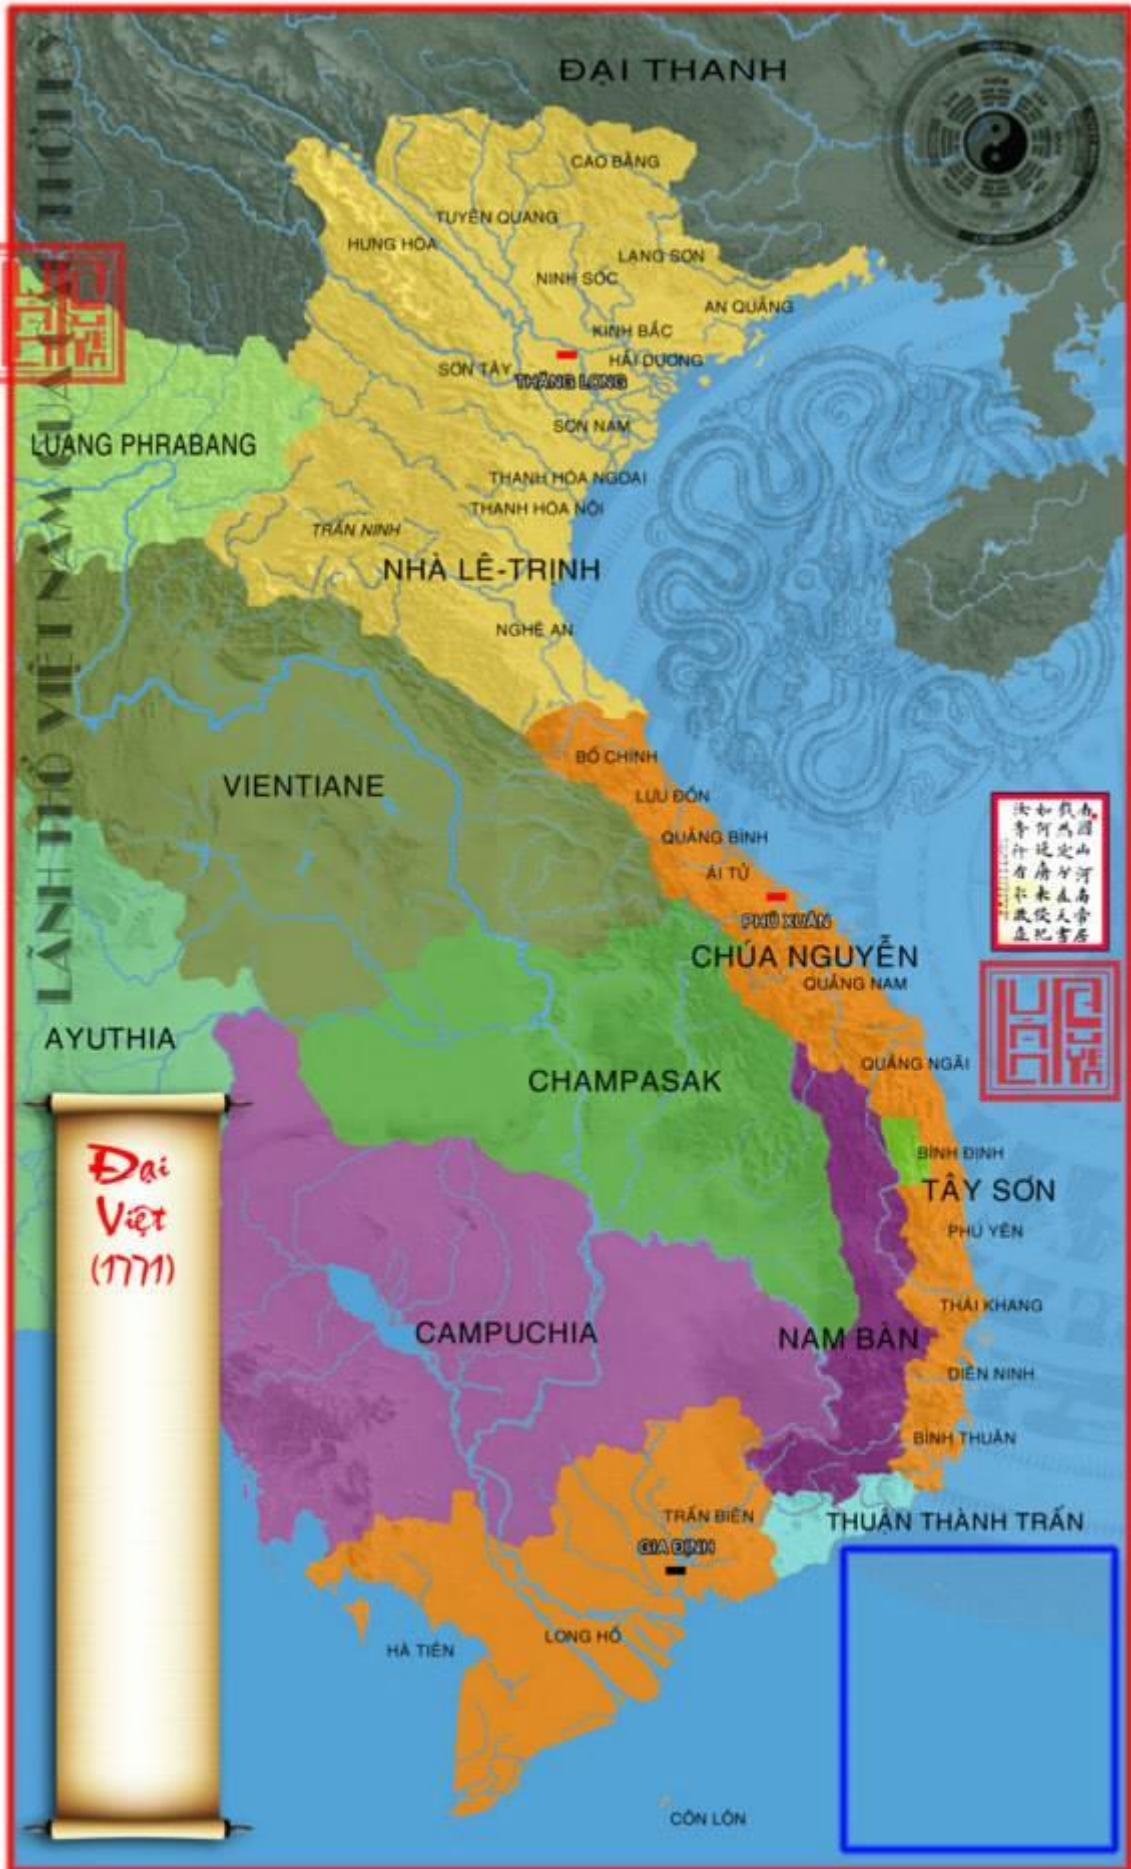 ĐẠI THANH
CAO BẰNG
TUYÊN QUANG
HƯNG HÓA
LẠNG SƠN
NINH SÓC
AN QUẢNG
KINH BẮC
HẢI DƯƠNG
SƠN TÂY
THĂNG LONG
SƠN NAM
LUANG PHRABANG
THANH HÓA NGOẠI
THANH HÓA NỘI
TRẤN NINH
NHÀ LÊ-TRỊNH
NGHỆ AN
LÃNH THỔ VIỆT NAM QUA
BỐ CHÍNH
VIENTIANE
LƯU ĐỒN
QUẢNG BÌNH
ÁI TỬ
PHÚ XUÂN
CHÚA NGUYỄN
QUẢNG NAM
AYUTHIA
QUẢNG NGÃI
CHAMPASAK
BÌNH ĐỊNH
TÂY SƠN
PHÚ YÊN
Đại
Việt
(1771)
THÁI KHANG
CAMPUCHIA
NAM BÀN
DIÊN NINH
BÌNH THUẬN
TRẤN BIÊN
THUẬN THÀNH TRẤN
GIA ĐỊNH
LONG HỒ
HÀ TIÊN
CÔN LÔN